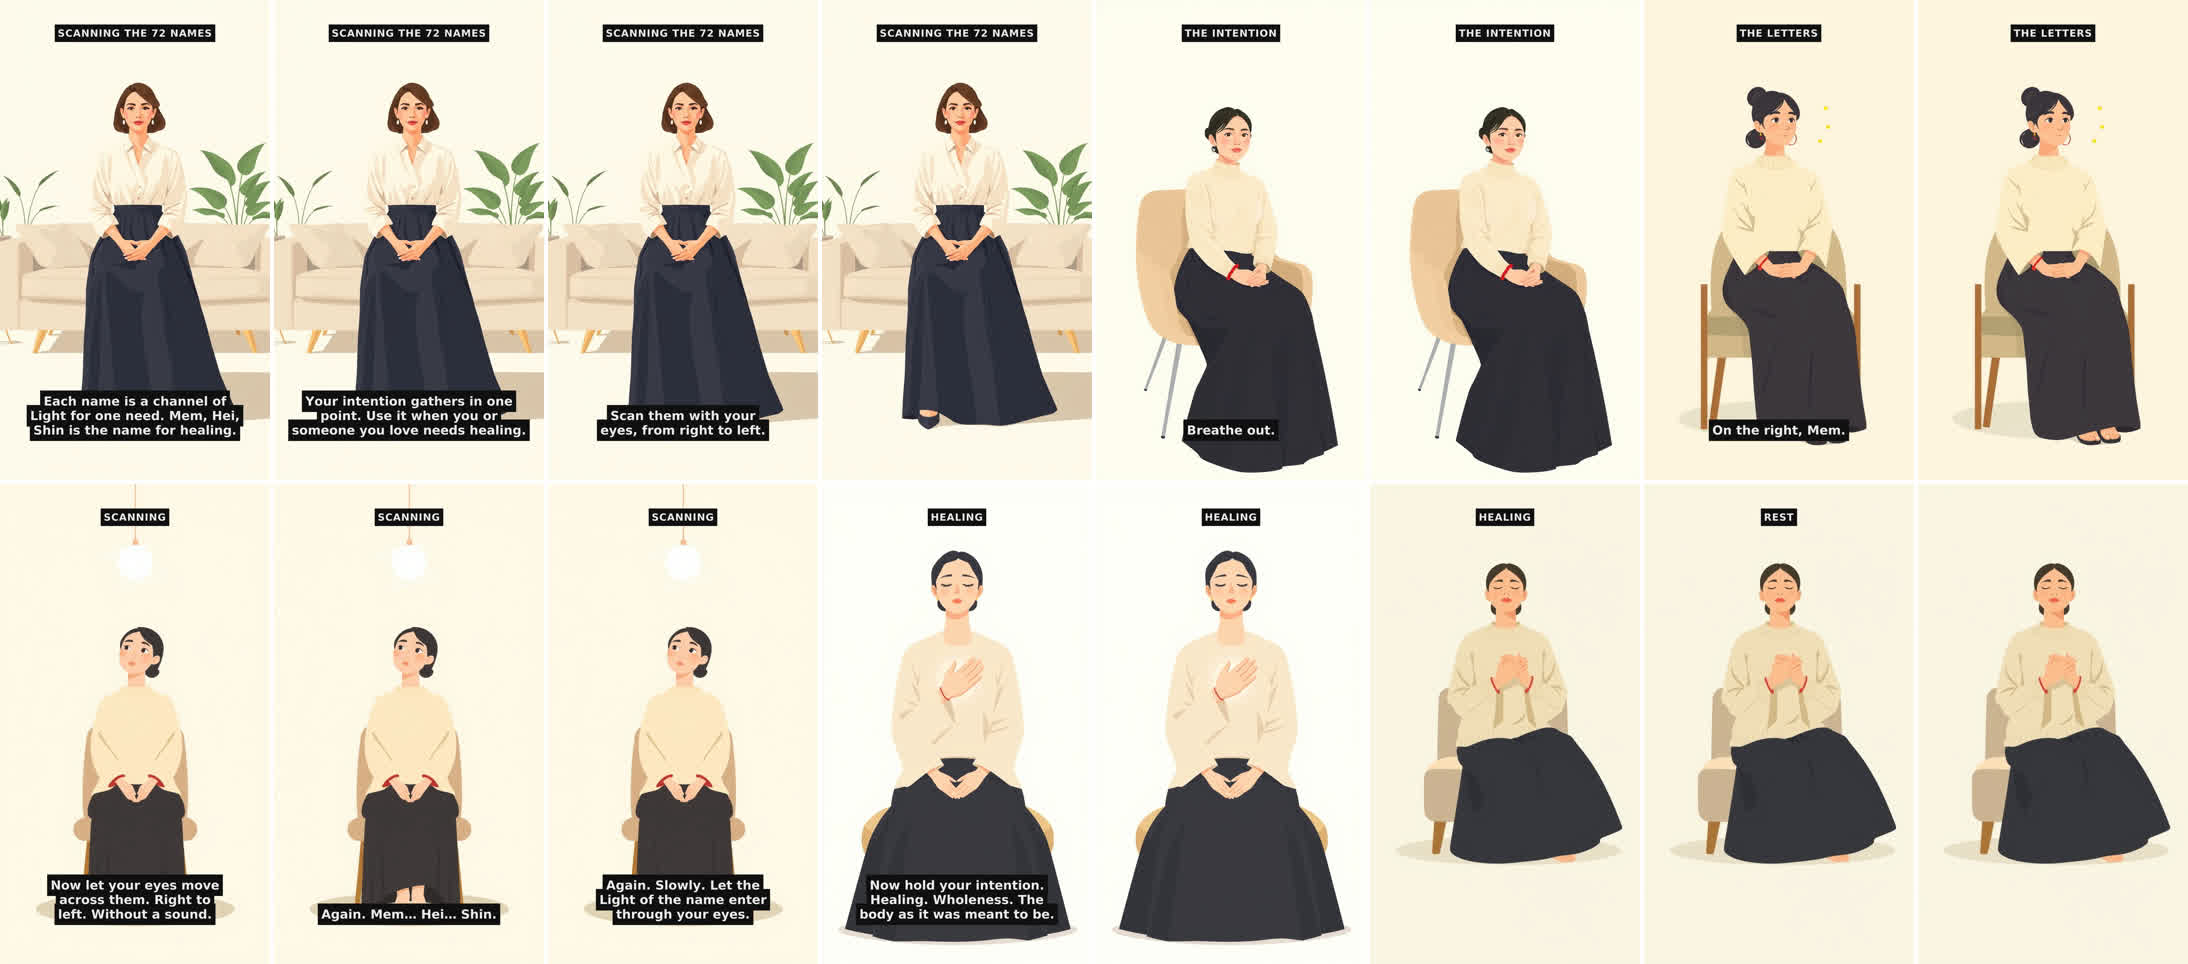 SCANNING THE 72 NAMES
Each name is a channel of
Light for one need. Mem, Hei,
Shin is the name for healing.
SCANNING THE 72 NAMES
Your intention gathers in one
point. Use it when you or
someone you love needs healing.
SCANNING THE 72 NAMES
Scan them with your
eyes, from right to left.
SCANNING THE 72 NAMES
THE INTENTION
Breathe out.
THE INTENTION
THE LETTERS
On the right, Mem.
THE LETTERS
SCANNING
Now let your eyes move
across them. Right to
left. Without a sound.
SCANNING
Again. Mem... Hei... Shin.
SCANNING
Again. Slowly. Let the
Light of the name enter
through your eyes.
HEALING
Now hold your intention.
Healing. Wholeness. The
body as it was meant to be.
HEALING
HEALING
REST